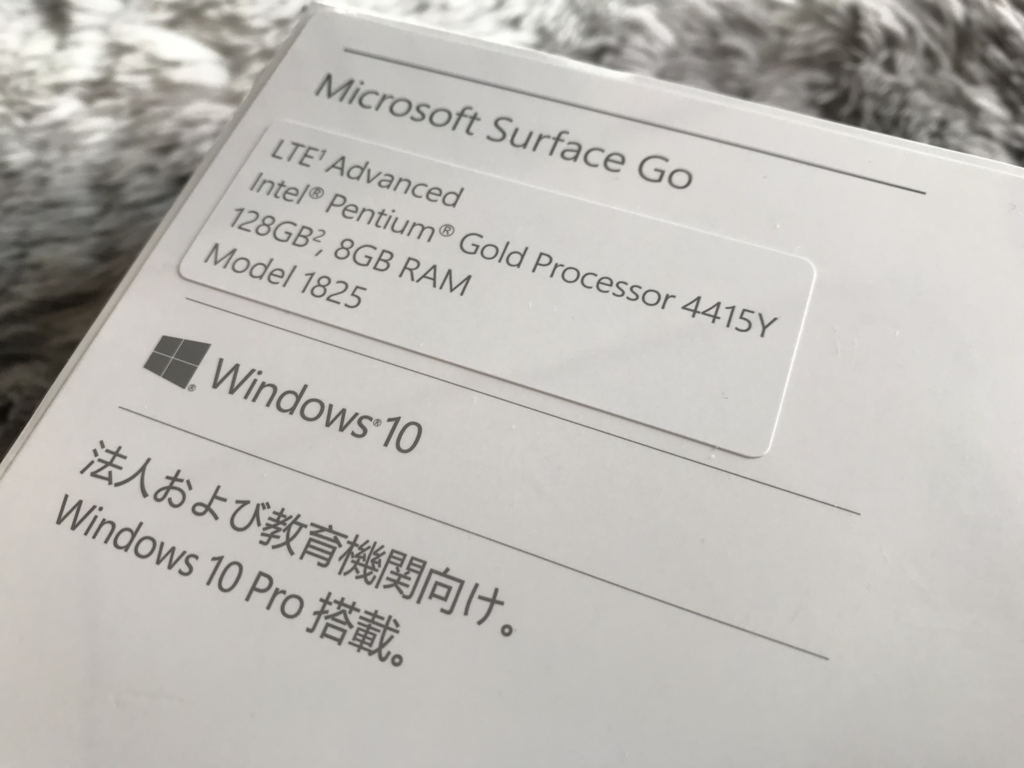 Microsoft Surface Go
LTE¹ Advanced
Intel® Pentium® Gold Processor 4415Y
128GB², 8GB RAM
Model 1825
® Windows®10
法人および教育機関向け。
Windows 10 Pro 搭載。